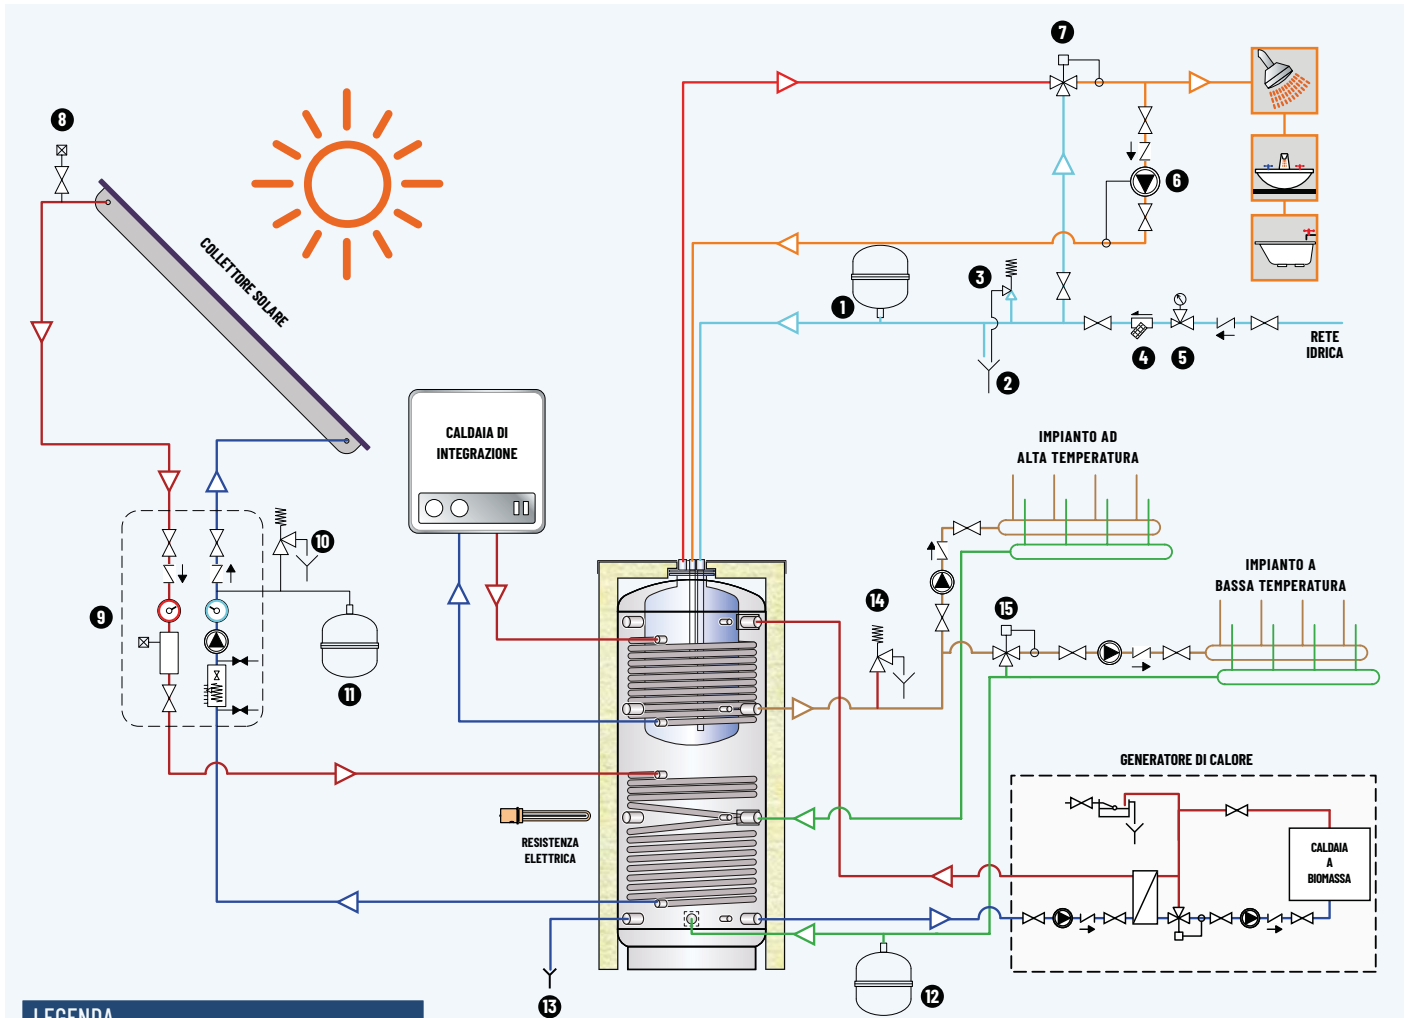 7
8
COLLETTORE SOLARE
6
3
1
RETE
IDRICA
4
5
2
CALDAIA DI
INTEGRAZIONE
IMPIANTO AD
ALTA TEMPERATURA
10
IMPIANTO A
BASSA TEMPERATURA
9
14
15
11
GENERATORE DI CALORE
RESISTENZA
ELETTRICA
CALDAIA
A
BIOMASSA
12
13
LEGENDA